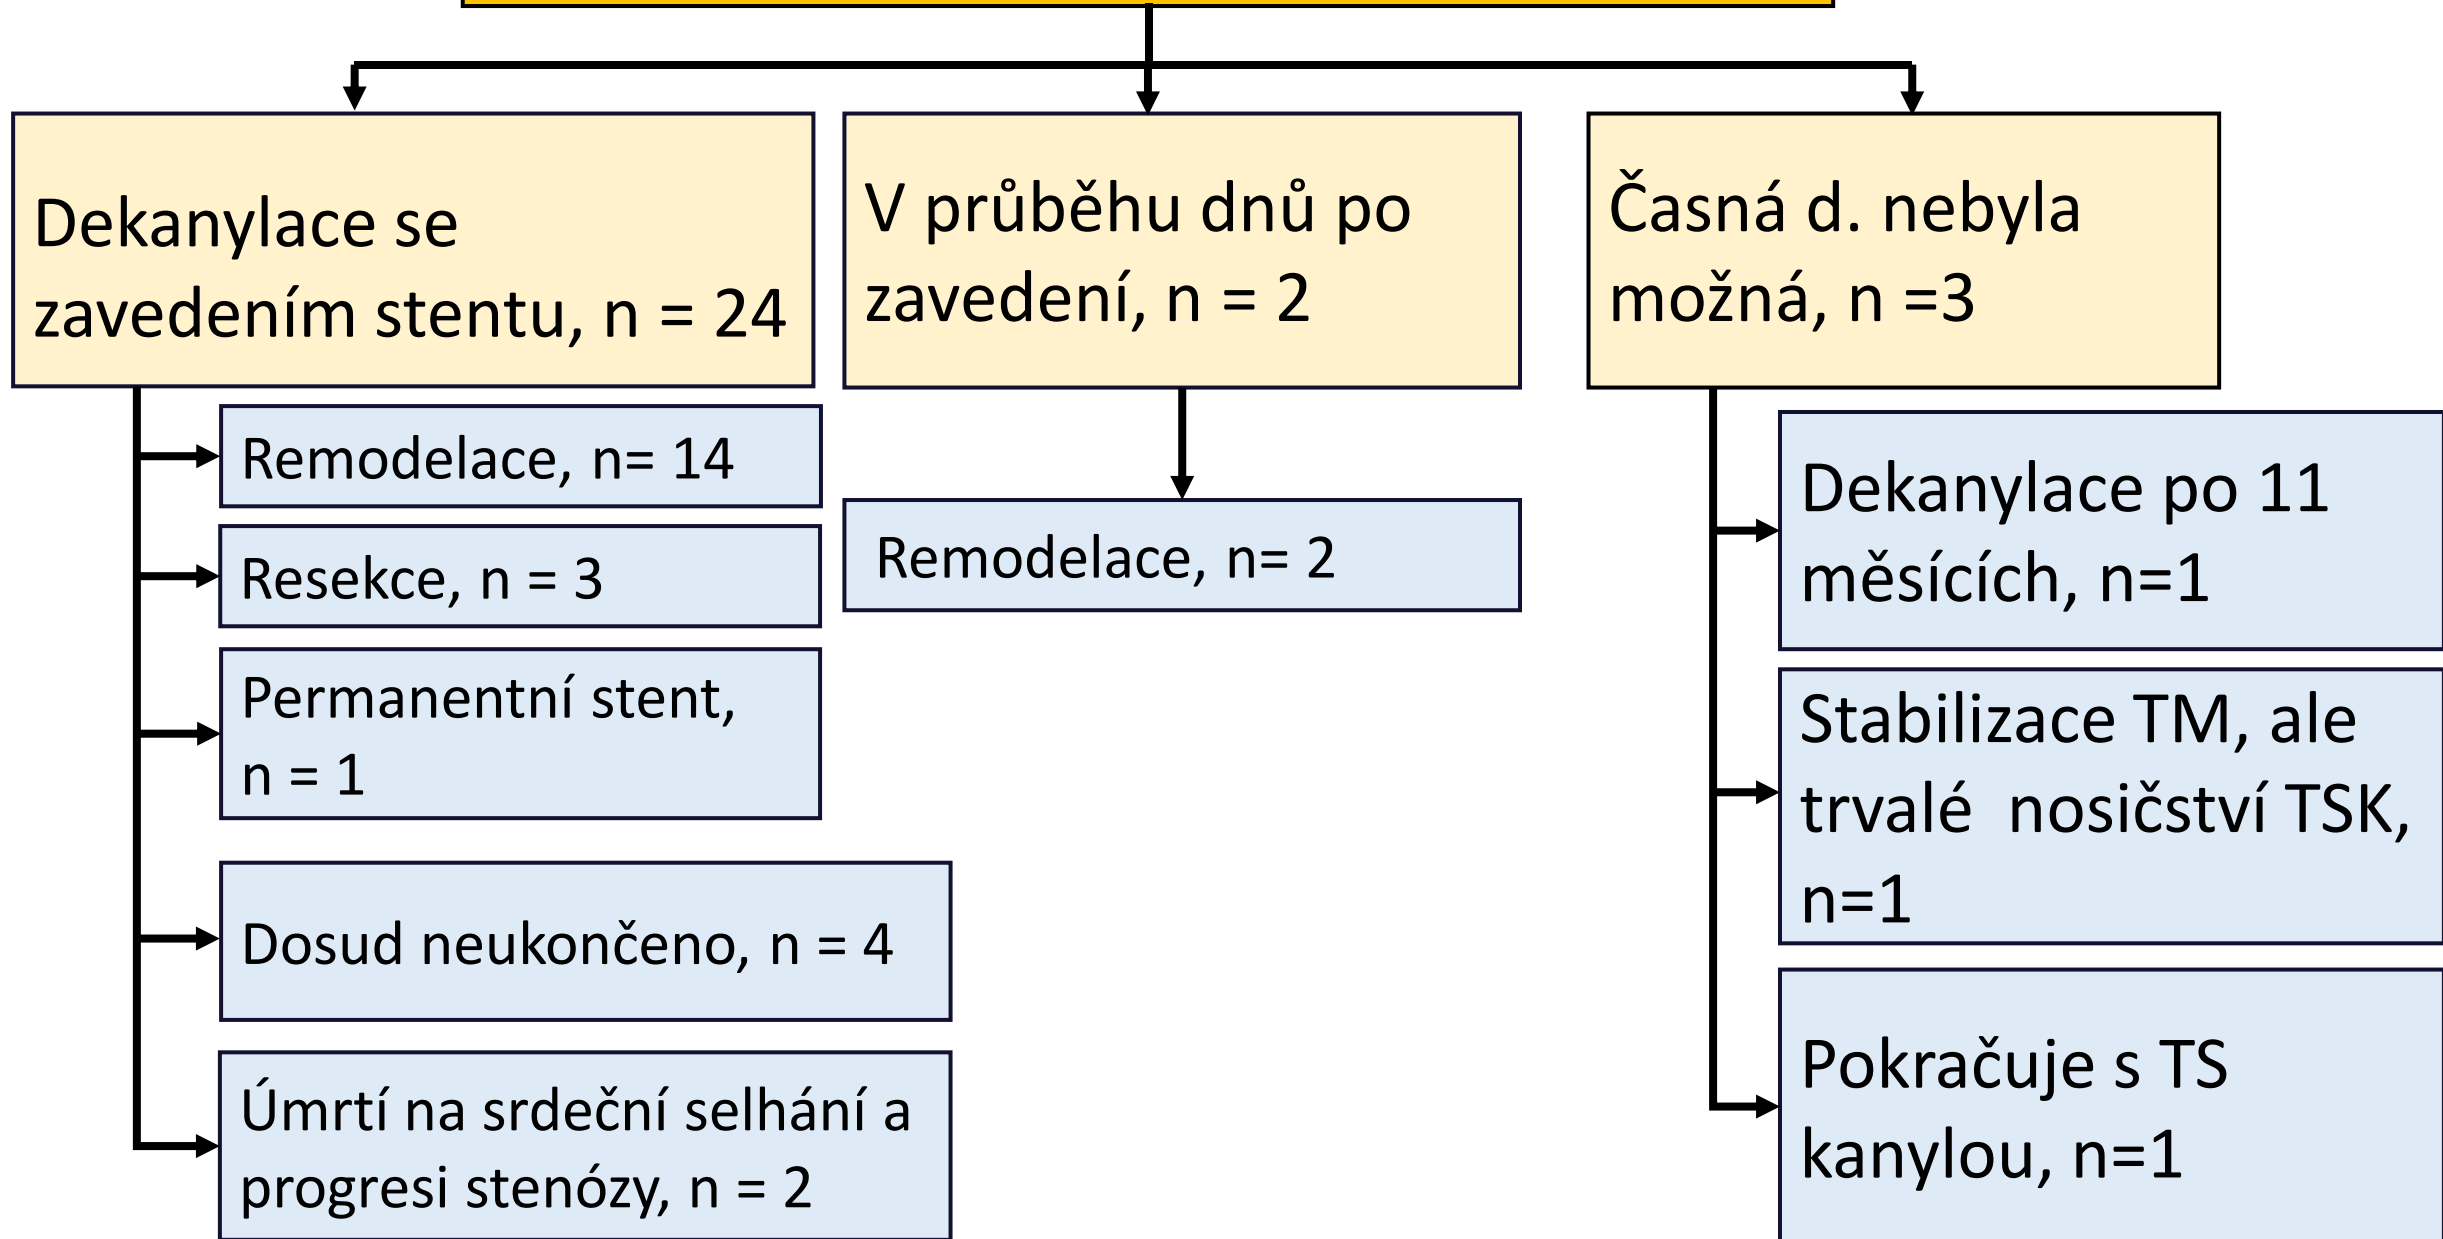 Dekanylace se
zavedením stentu, n = 24
V průběhu dnů po
zavedení, n = 2
Časná d. nebyla
možná, n =3
Remodelace, n= 14
Resekce, n = 3
Permanentní stent,
n = 1
Dosud neukončeno, n = 4
Úmrtí na srdeční selhání a
progresi stenózy, n = 2
Remodelace, n= 2
Dekanylace po 11
měsících, n=1
Stabilizace TM, ale
trvalé  nosičství TSK,
n=1
Pokračuje s TS
kanylou, n=1